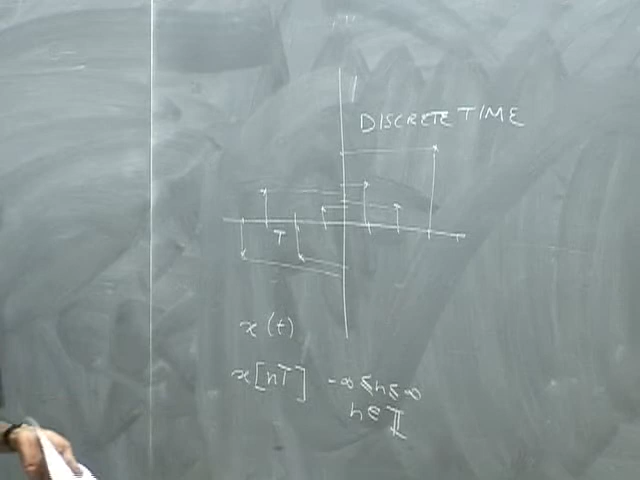 DISCRETE TIME
T
x(t)
x[nT] -∞ ≤ n ≤ ∞
n ∈ I